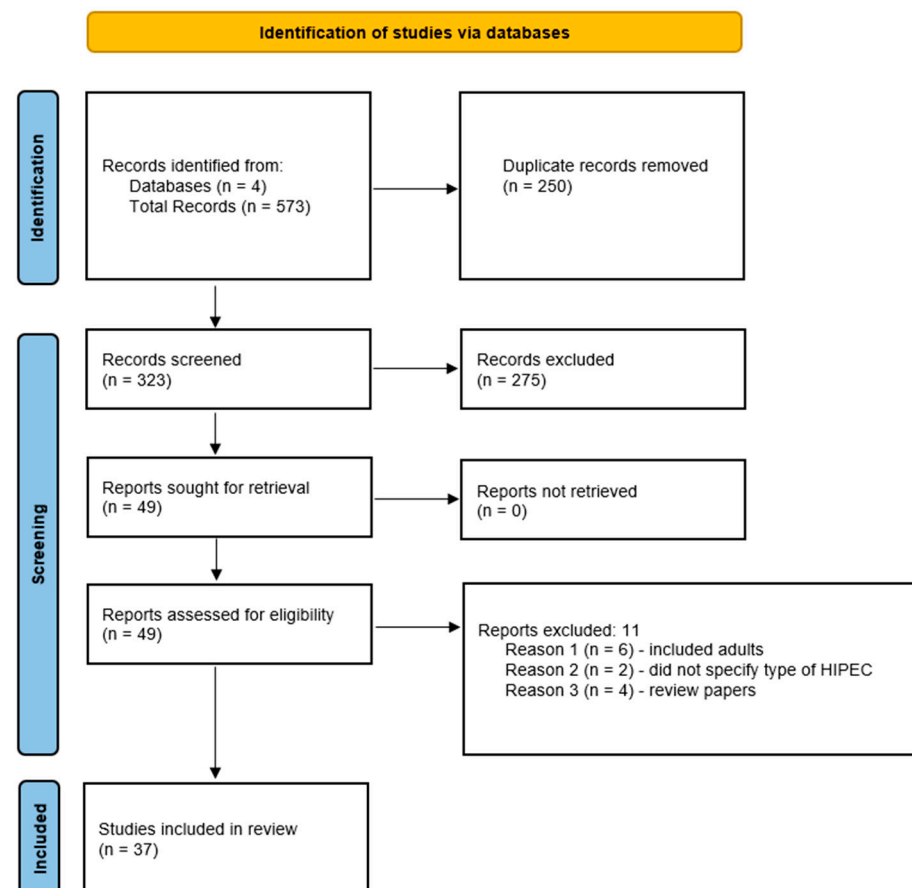 Identification of studies via databases
Identification
Records identified from:
Databases (n = 4)
Total Records (n = 573)
Duplicate records removed
(n = 250)
Screening
Records screened
(n = 323)
Records excluded
(n = 275)
Reports sought for retrieval
(n = 49)
Reports not retrieved
(n = 0)
Reports assessed for eligibility
(n = 49)
Reports excluded: 11
Reason 1 (n = 6) - included adults
Reason 2 (n = 2) - did not specify type of HIPEC
Reason 3 (n = 4) - review papers
Included
Studies included in review
(n = 37)